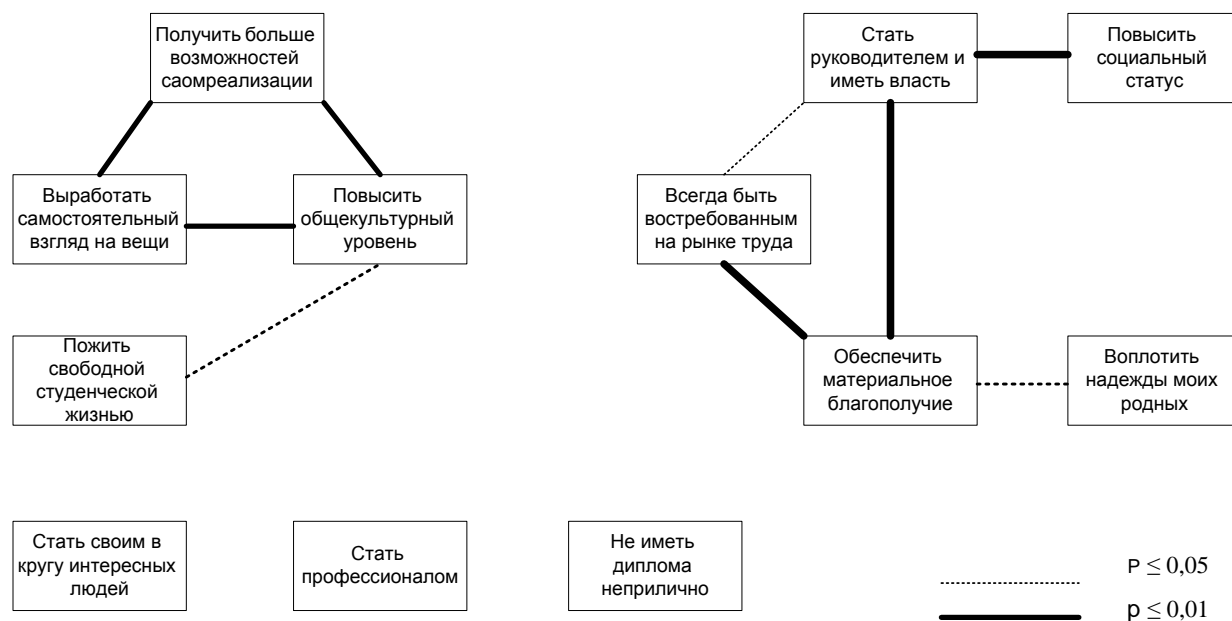 Получить больше
возможностей
саомреализации
Стать
руководителем и
иметь власть
Повысить
социальный
статус
Выработать
самостоятельный
взгляд на вещи
Повысить
общекультурный
уровень
Всегда быть
востребованным
на рынке труда
Пожить
свободной
студенческой
жизнью
Обеспечить
материальное
благополучие
Воплотить
надежды моих
родных
Стать своим в
кругу интересных
людей
Стать
профессионалом
Не иметь
диплома
неприлично
P ≤ 0,05
p ≤ 0,01